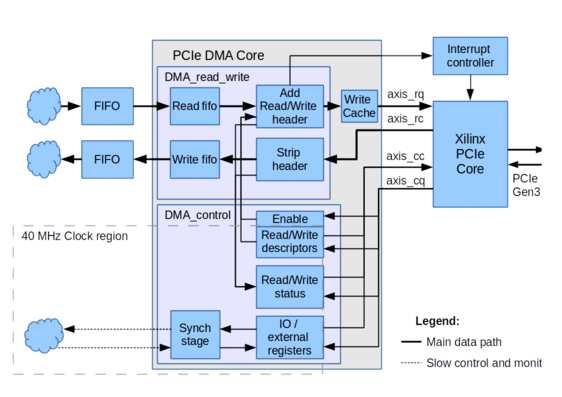 PCIe DMA Core
Interrupt
controller
DMA_read_write
FIFO
Read fifo
Add
Read/Write
header
Write
Cache
axis_rq
axis_rc
Xilinx
PCIe
Core
FIFO
Write fifo
Strip
header
axis_cc
axis_cq
PCIe
Gen3
DMA_control
40 MHz Clock region
Enable
Read/Write
descriptors
Read/Write
status
Synch
stage
IO /
external
registers
Legend:
Main data path
Slow control and monit